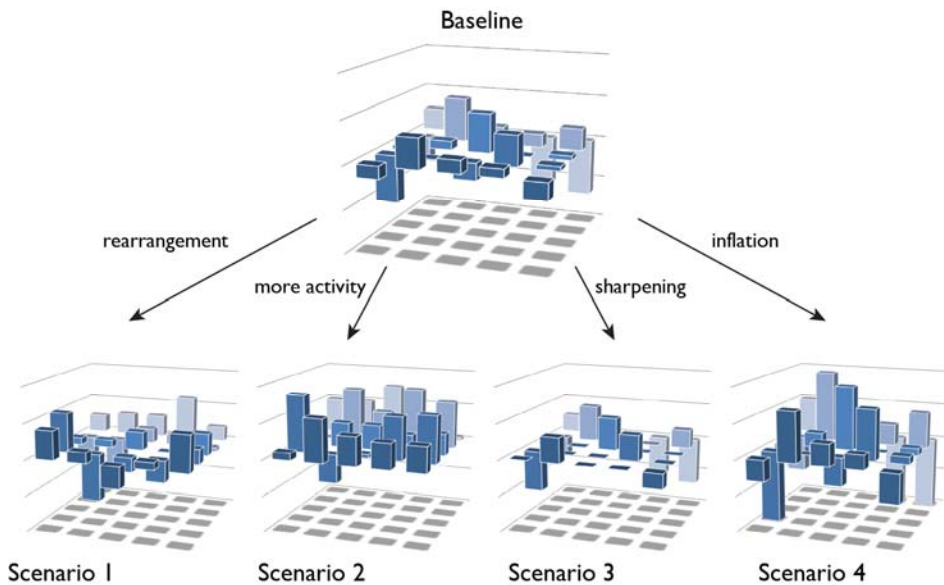 Baseline
rearrangement
inflation
more activity
sharpening
Scenario 1
Scenario 2
Scenario 3
Scenario 4